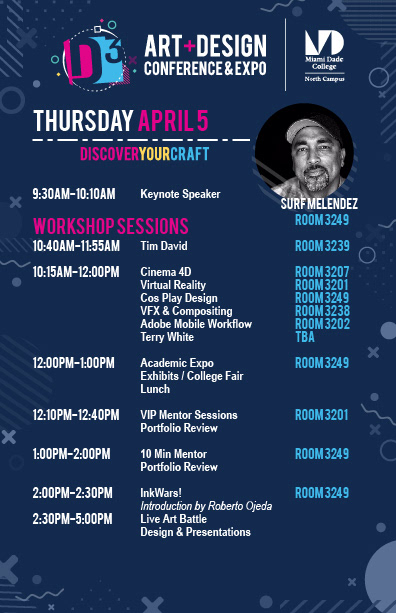 D3
ART+DESIGN
CONFERENCE & EXPO
MD
Miami Dade
College
North Campus
THURSDAY APRIL 5
DISCOVERYOURCRAFT
SURF MELENDEZ
9:30AM-10:10AM Keynote Speaker ROOM 3249
WORKSHOP SESSIONS
10:40AM-11:55AM Tim David ROOM 3239
10:15AM-12:00PM Cinema 4D ROOM 3207
Virtual Reality ROOM 3201
Cos Play Design ROOM 3249
VFX & Compositing ROOM 3238
Adobe Mobile Workflow ROOM 3202
Terry White TBA
12:00PM-1:00PM Academic Expo ROOM 3249
Exhibits / College Fair
Lunch
12:10PM-12:40PM VIP Mentor Sessions ROOM 3201
Portfolio Review
1:00PM-2:00PM 10 Min Mentor ROOM 3249
Portfolio Review
2:00PM-2:30PM InkWars! ROOM 3249
Introduction by Roberto Ojeda
2:30PM-5:00PM Live Art Battle
Design & Presentations